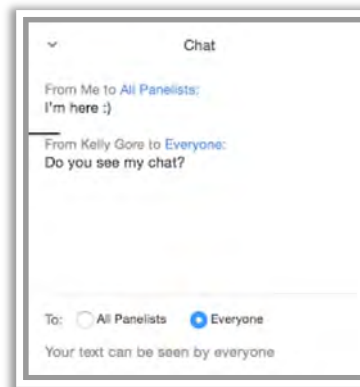 Chat
From Me to All Panelists:
I'm here :)
From Kelly Gore to Everyone:
Do you see my chat?
To: All Panelists Everyone
Your text can be seen by everyone